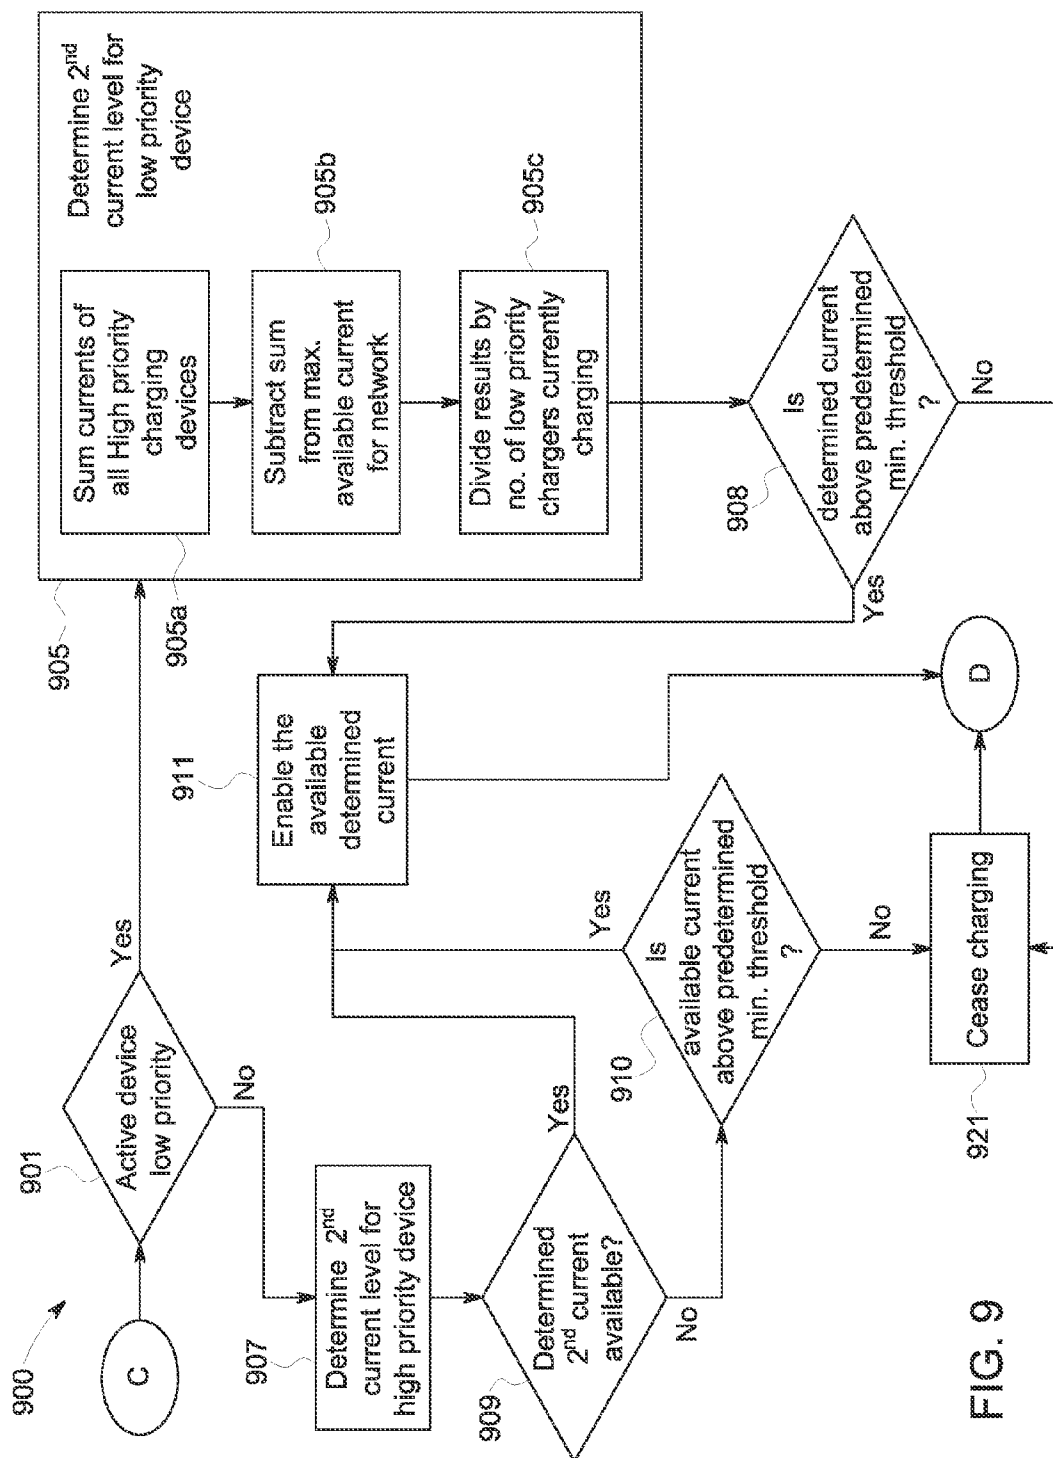 900
C
901
Active device
low priority
Yes
No
905
Determine 2nd
current level for
low priority
device
905a
Sum currents of
all High priority
charging
devices
905b
Subtract sum
from max.
available current
for network
905c
Divide results by
no. of low priority
chargers currently
charging
907
Determine 2nd
current level for
high priority device
909
Determined
2nd current
available?
Yes
No
911
Enable the
available
determined
current
908
Is
determined current
above predetermined
min. threshold
?
Yes
No
910
Is
available current
above predetermined
min. threshold
?
Yes
No
921
Cease charging
D
FIG. 9